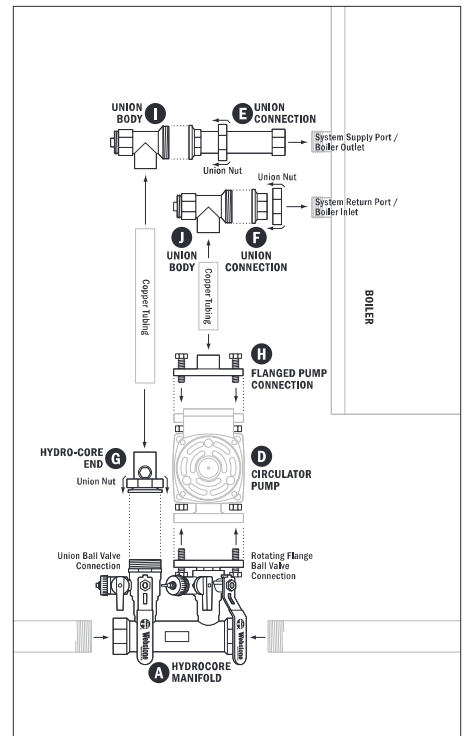 UNION
BODY
I
E
UNION
CONNECTION
System Supply Port /
Boiler Outlet
Union Nut
Union Nut
System Return Port /
Boiler Inlet
J
UNION
BODY
F
UNION
CONNECTION
Copper Tubing
Copper Tubing
BOILER
H
FLANGED PUMP
CONNECTION
HYDRO-CORE
END
G
Union Nut
D
CIRCULATOR
PUMP
Union Ball Valve
Connection
Rotating Flange
Ball Valve
Connection
Webstone
Webstone
A
HYDROCORE
MANIFOLD